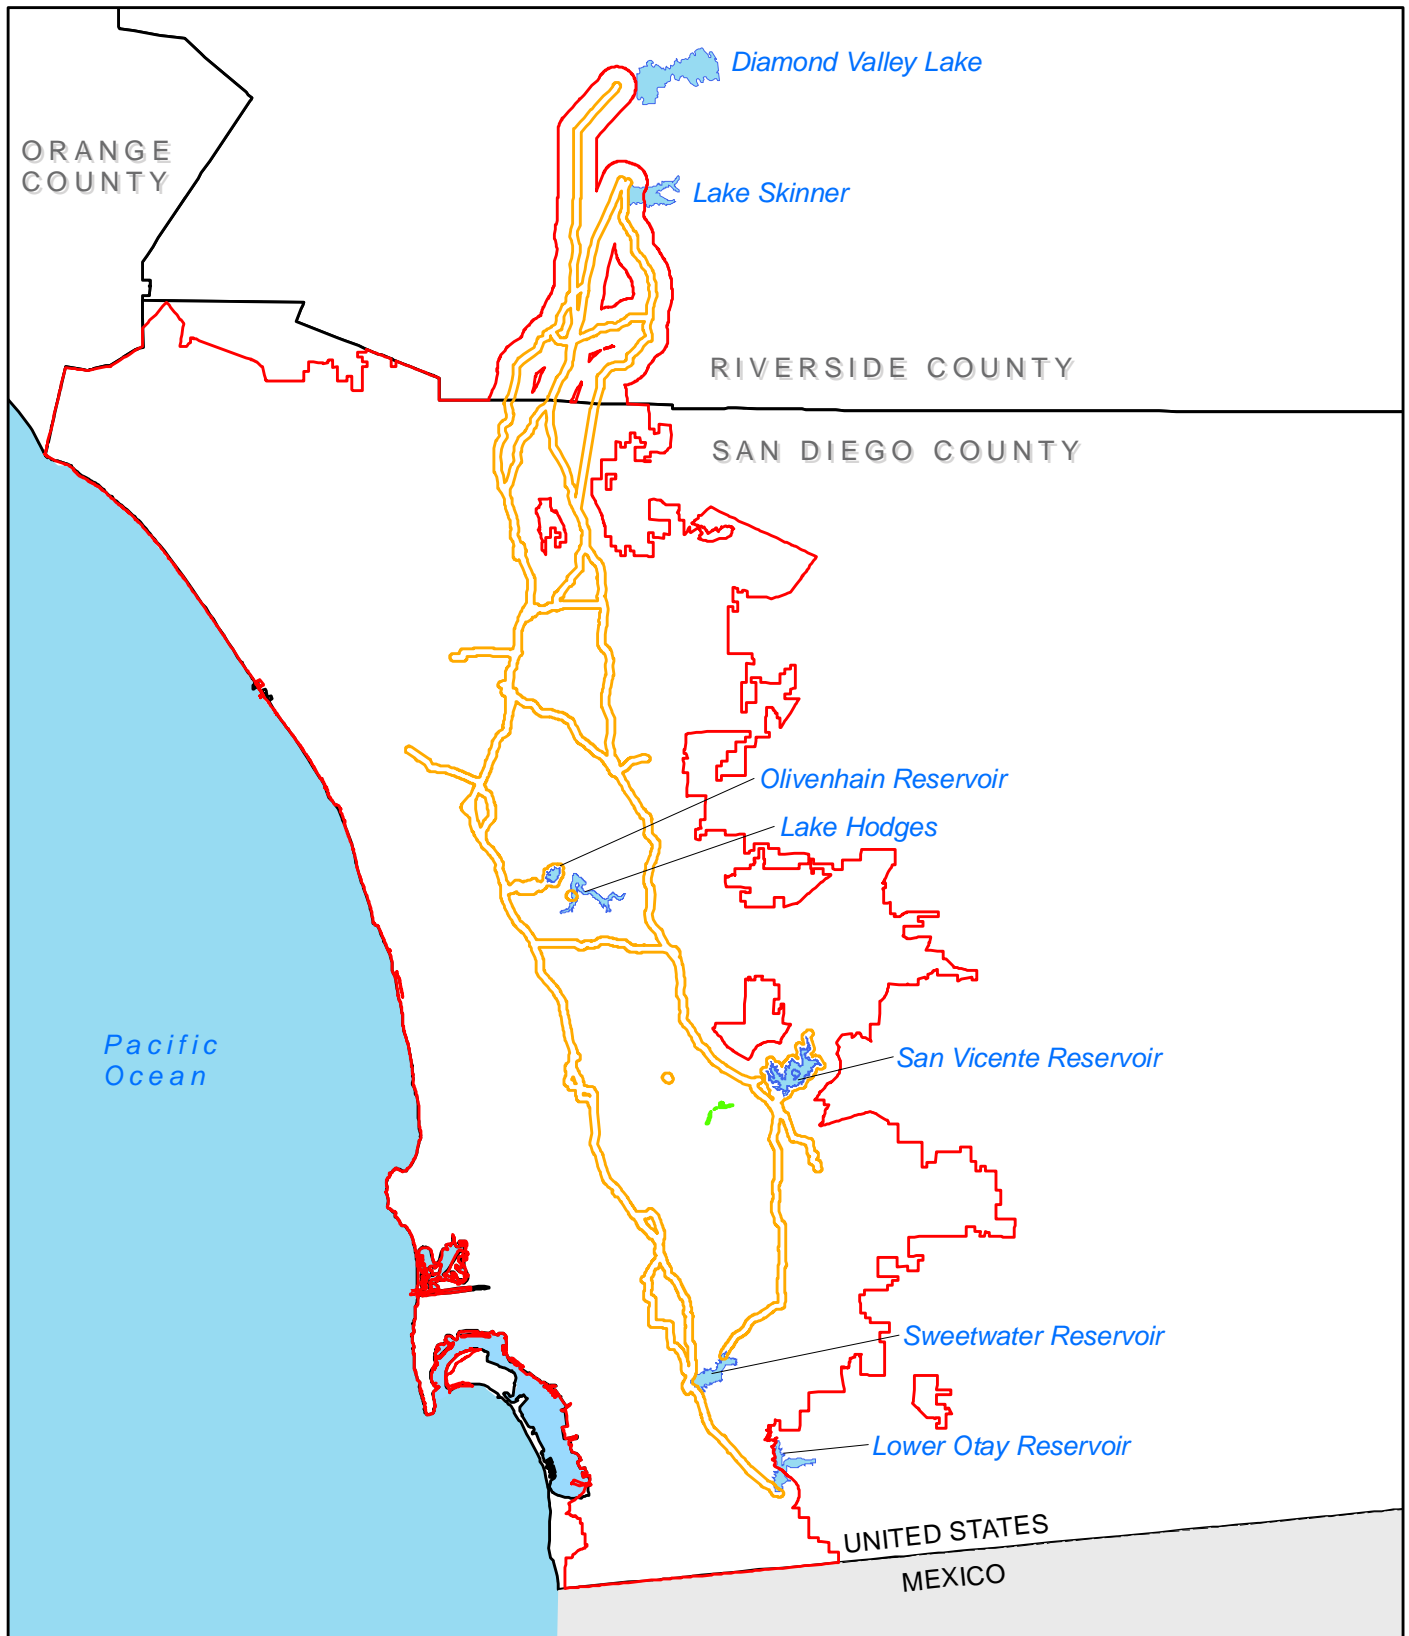 Diamond Valley Lake
ORANGE
COUNTY
Lake Skinner
RIVERSIDE COUNTY
SAN DIEGO COUNTY
Olivenhain Reservoir
Lake Hodges
Pacific
Ocean
San Vicente Reservoir
Sweetwater Reservoir
Lower Otay Reservoir
UNITED STATES
MEXICO